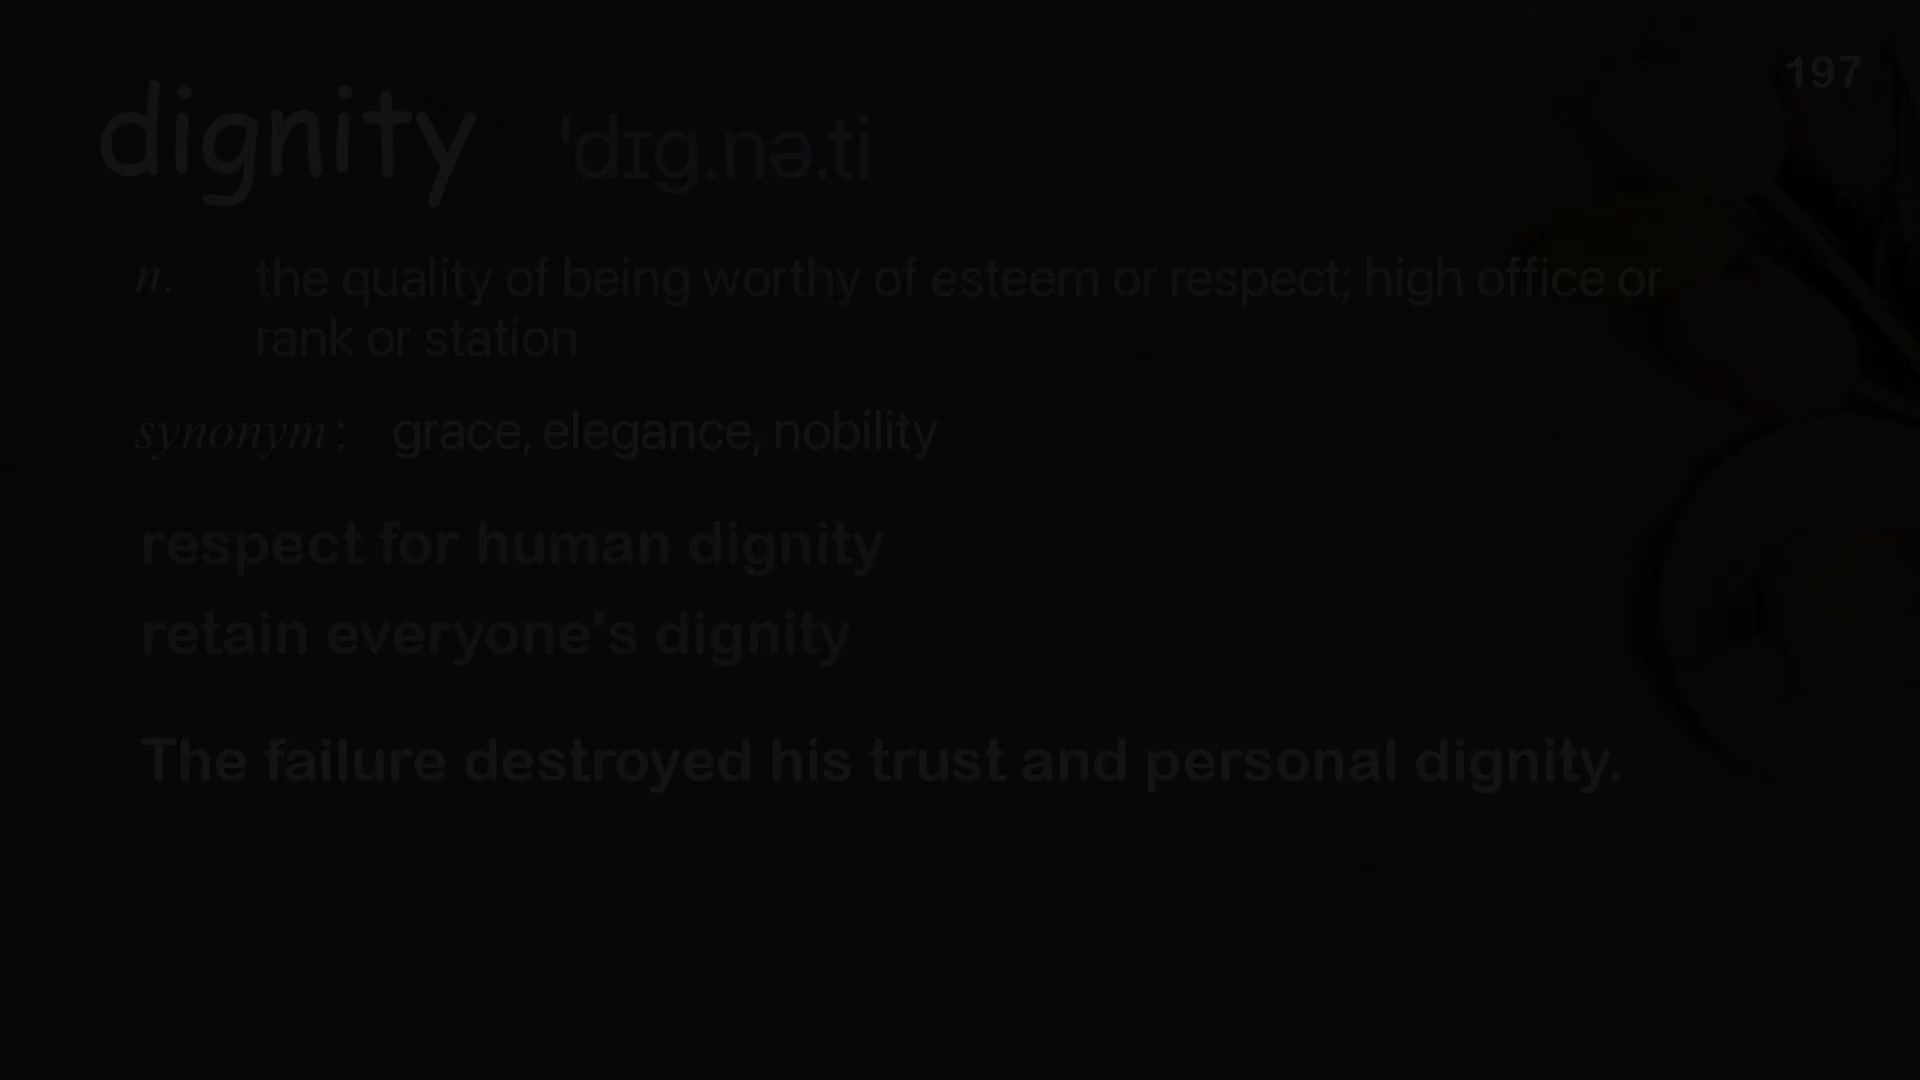 197
dignity ˈdɪɡ.nə.ti
n. the quality of being worthy of esteem or respect; high office or
rank or station
synonym: grace, elegance, nobility
respect for human dignity
retain everyone's dignity
The failure destroyed his trust and personal dignity.